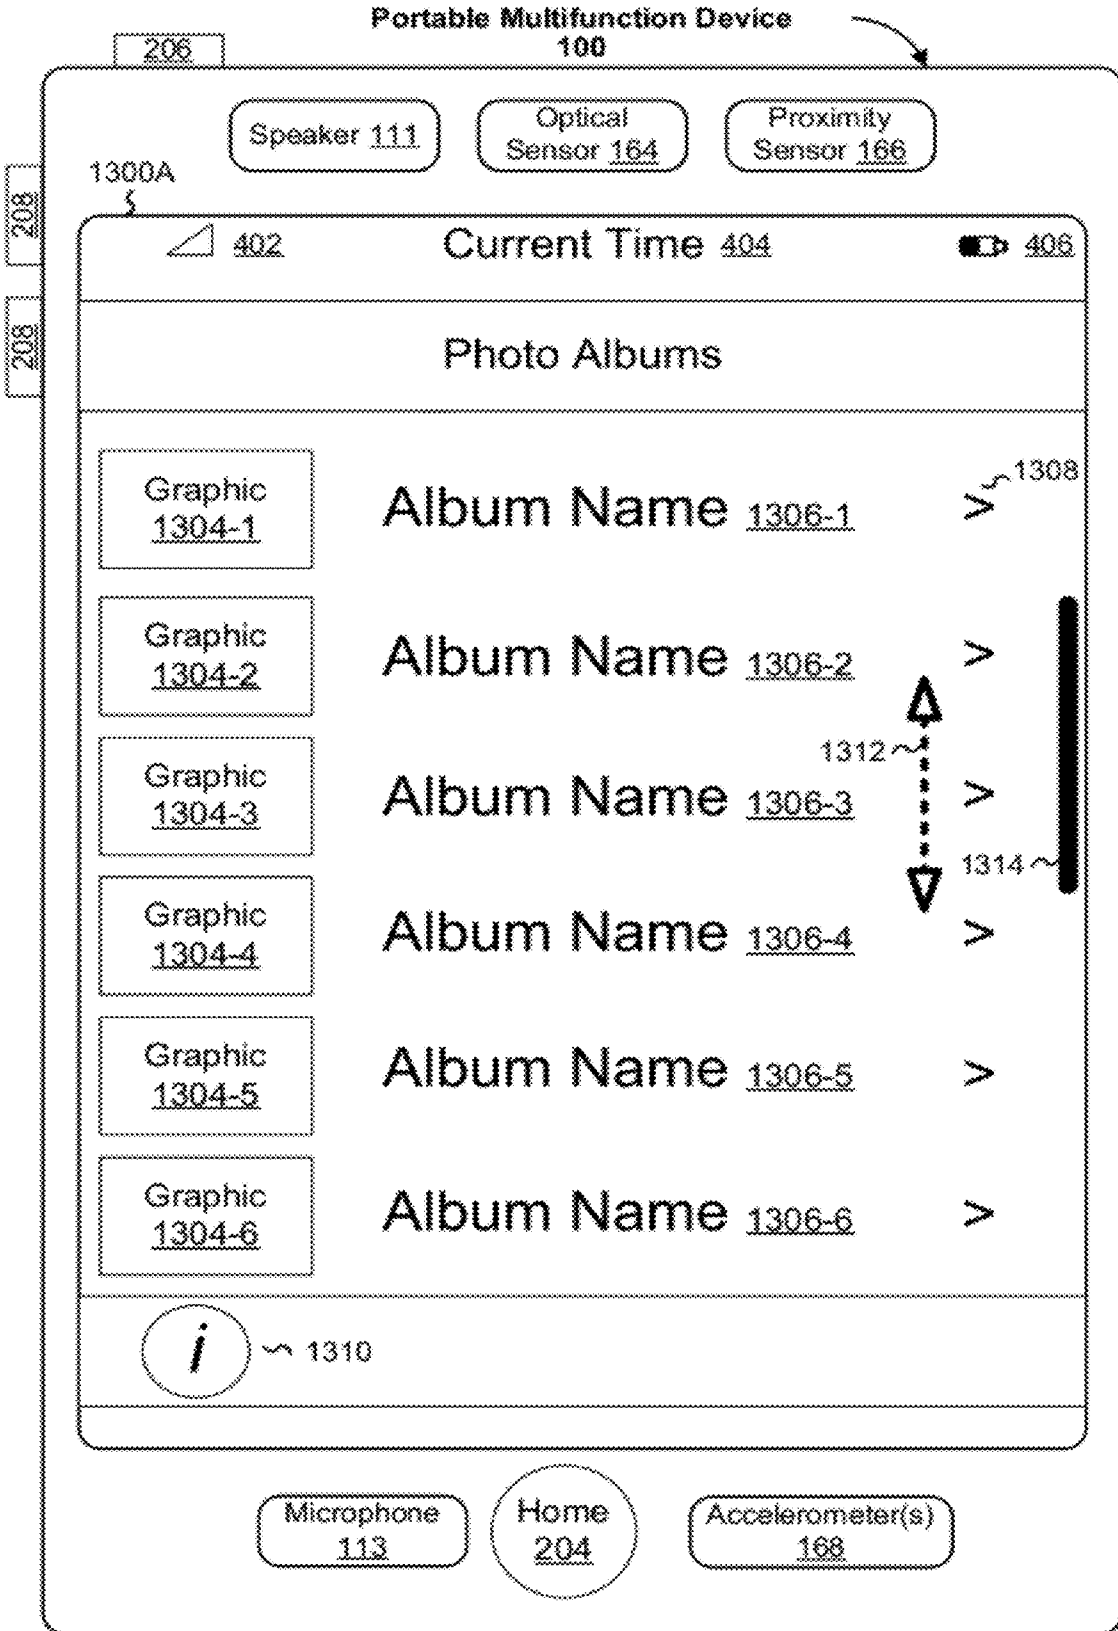 Portable Multifunction Device
100
206
Speaker 111
Optical
Sensor 164
Proximity
Sensor 166
1300A
208
208
402
Current Time 404
406
Photo Albums
Graphic
1304-1
Album Name 1306-1
>
1308
Graphic
1304-2
Album Name 1306-2
>
1312
Graphic
1304-3
Album Name 1306-3
>
1314
Graphic
1304-4
Album Name 1306-4
>
Graphic
1304-5
Album Name 1306-5
>
Graphic
1304-6
Album Name 1306-6
>
i
1310
Microphone
113
Home
204
Accelerometer(s)
168